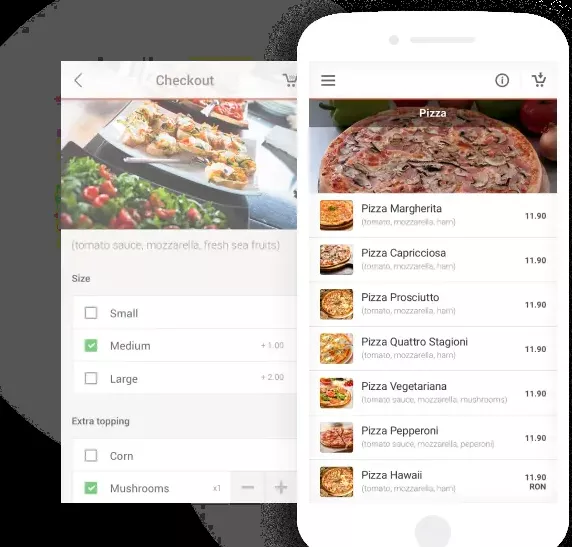 Checkout
(tomato sauce, mozzarella, fresh sea fruits)
Size
Small
Medium
+ 1.00
Large
+ 2.00
Extra topping
Corn
Mushrooms
x1
Pizza
Pizza Margherita
11.90
(tomato, mozzarella, ham)
Pizza Capricciosa
11.90
(tomato, mozzarella, ham)
Pizza Prosciutto
11.90
(tomato, mozzarella, ham)
Pizza Quattro Stagioni
11.90
(tomato, mozzarella, ham)
Pizza Vegetariana
11.90
(tomato sauce, mozzarella, mushrooms)
Pizza Pepperoni
11.90
(tomato sauce, mozzarella, peperoni)
Pizza Hawaii
11.90
RON
(tomato, mozzarella, ham)